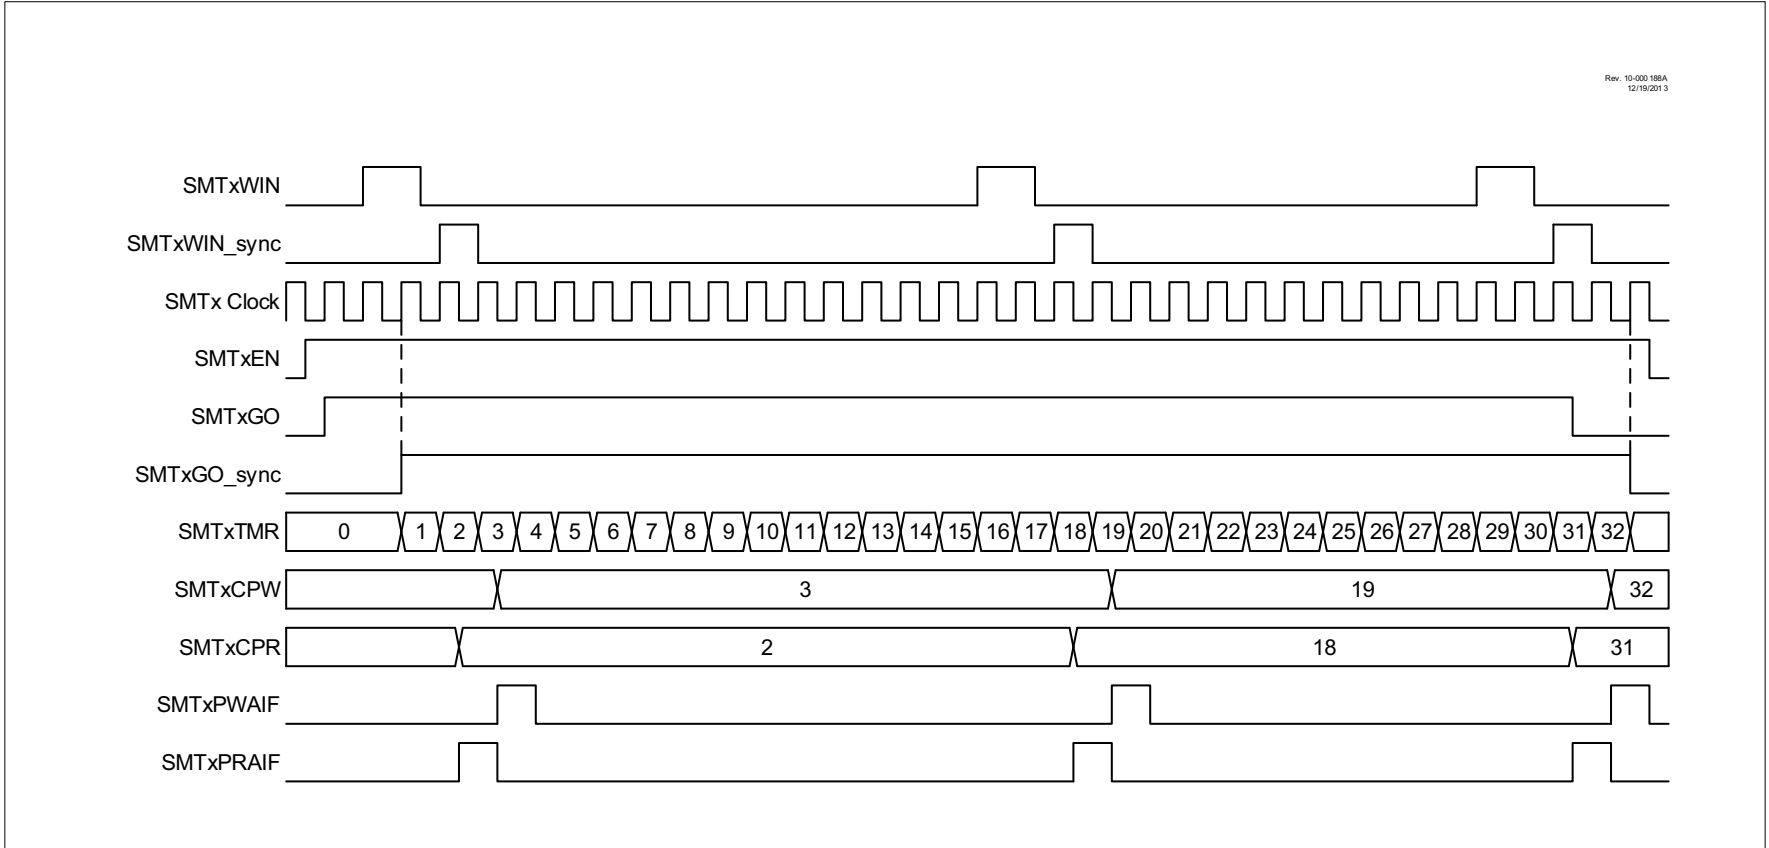 Rev. 10-000 188A
12/19/201 3
SMTxWIN
SMTxWIN_sync
SMTx Clock
SMTxEN
SMTxGO
SMTxGO_sync
SMTxTMR 0 1 2 3 4 5 6 7 8 9 10 11 12 13 14 15 16 17 18 19 20 21 22 23 24 25 26 27 28 29 30 31 32
SMTxCPW 3 19 32
SMTxCPR 2 18 31
SMTxPWAIF
SMTxPRAIF